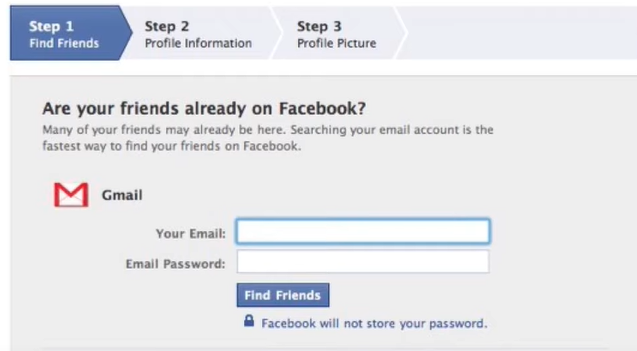 Step 1
Find Friends
Step 2
Profile Information
Step 3
Profile Picture
Are your friends already on Facebook?
Many of your friends may already be here. Searching your email account is the
fastest way to find your friends on Facebook.
Gmail
Your Email:
Email Password:
Find Friends
Facebook will not store your password.